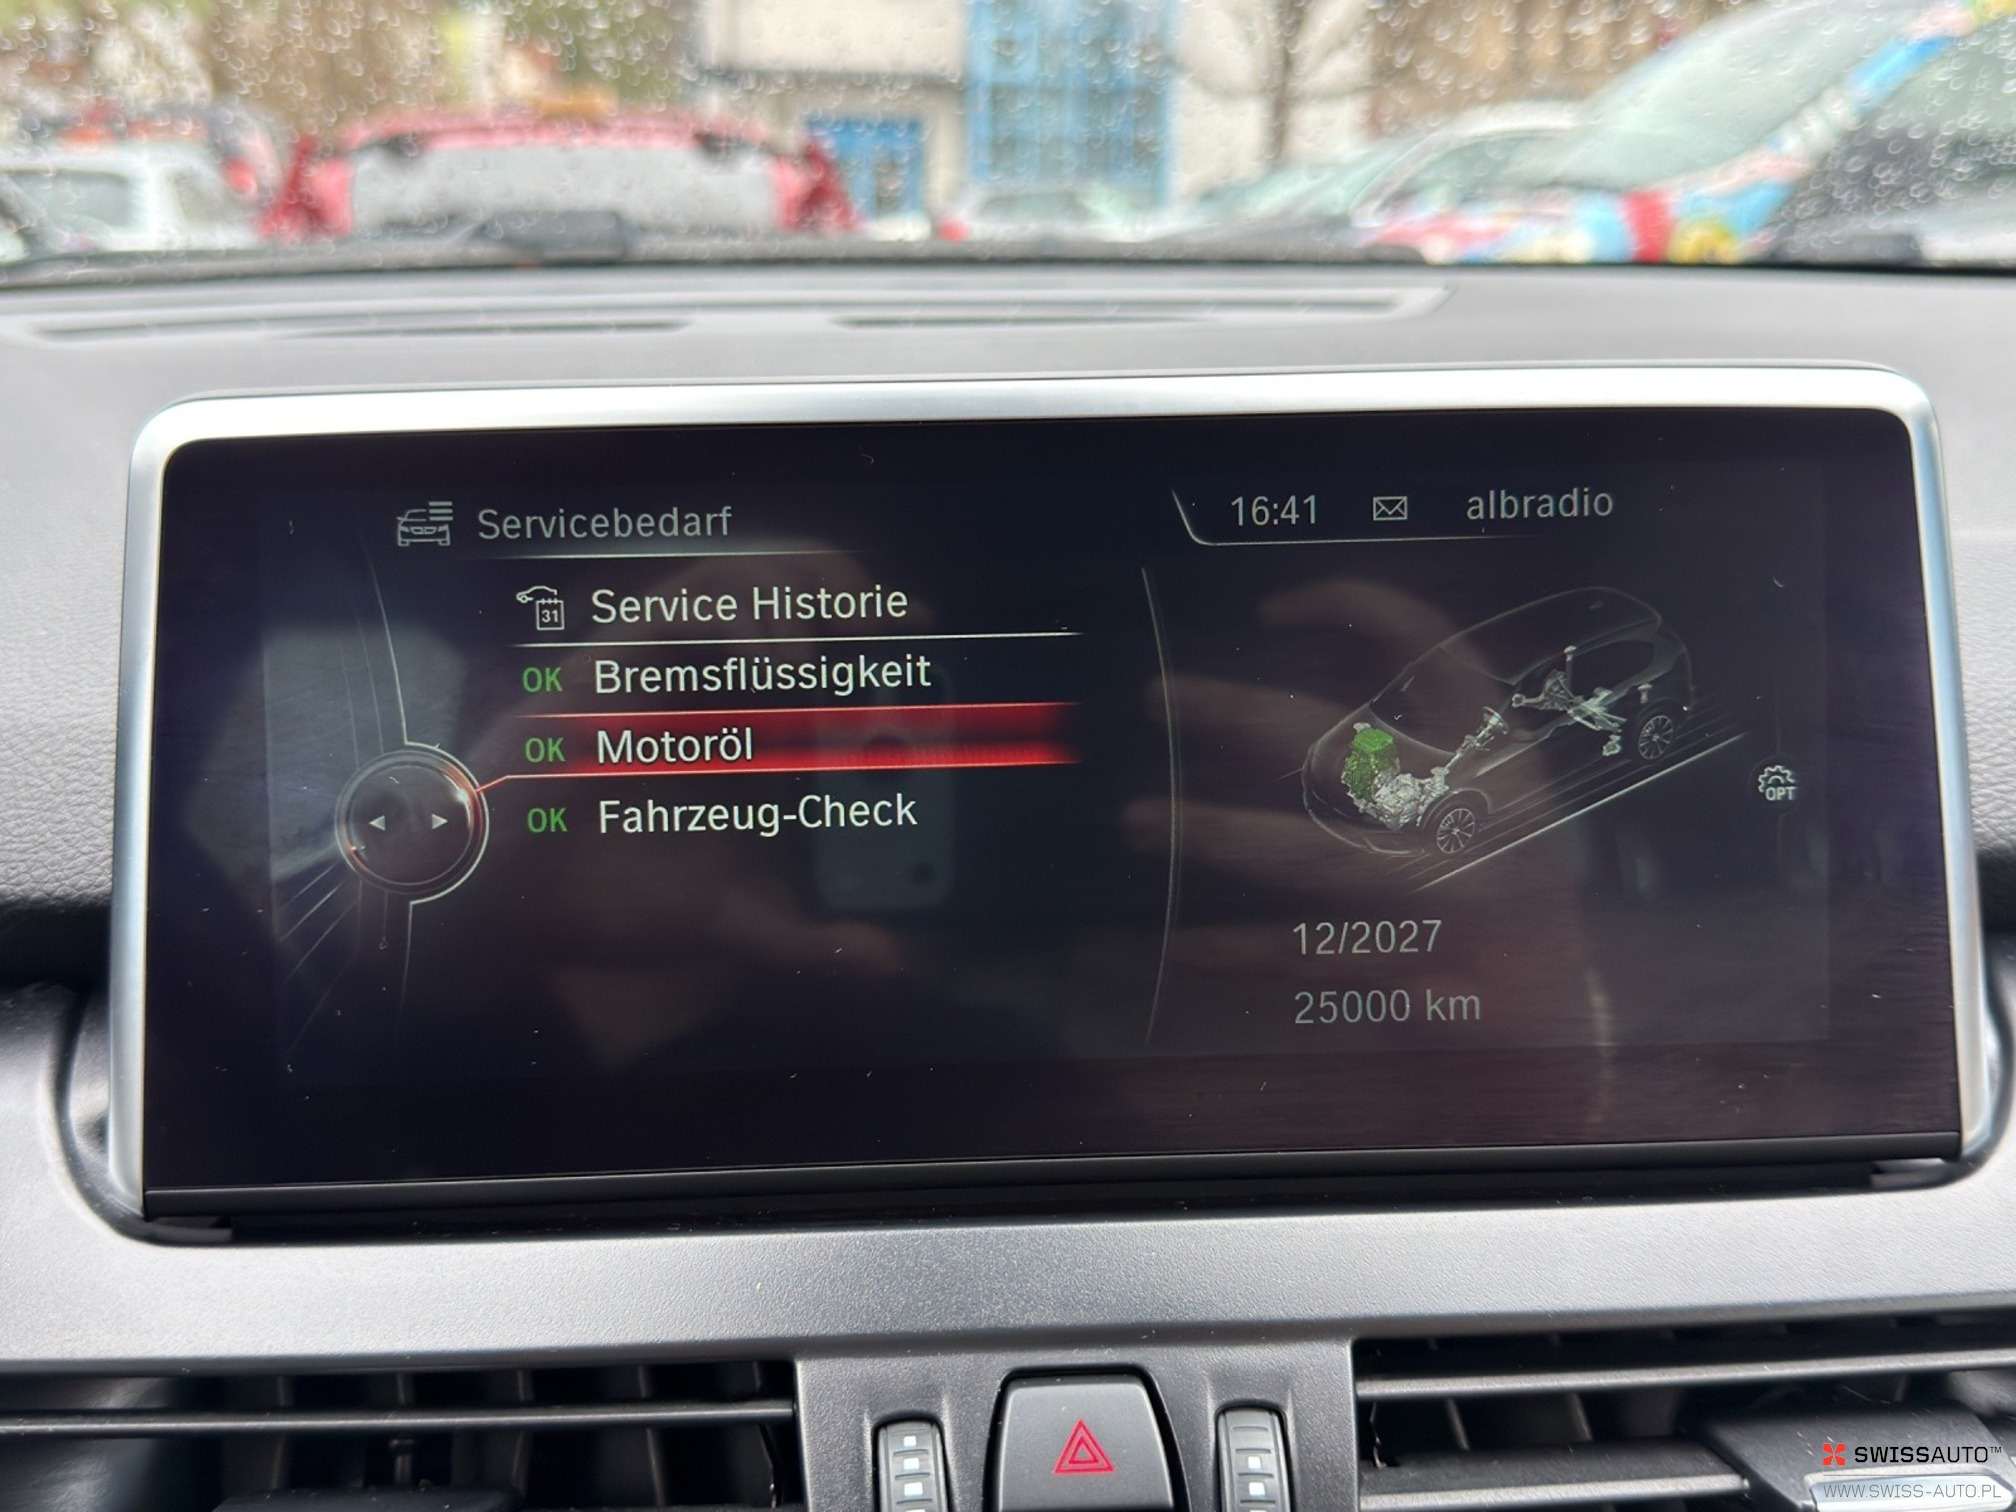 Servicebedarf
16:41 albradio
31 Service Historie
OK Bremsflüssigkeit
OK Motoröl
OK Fahrzeug-Check
OPT
12/2027
25000 km
SWISSAUTO™
WWW.SWISS-AUTO.PL